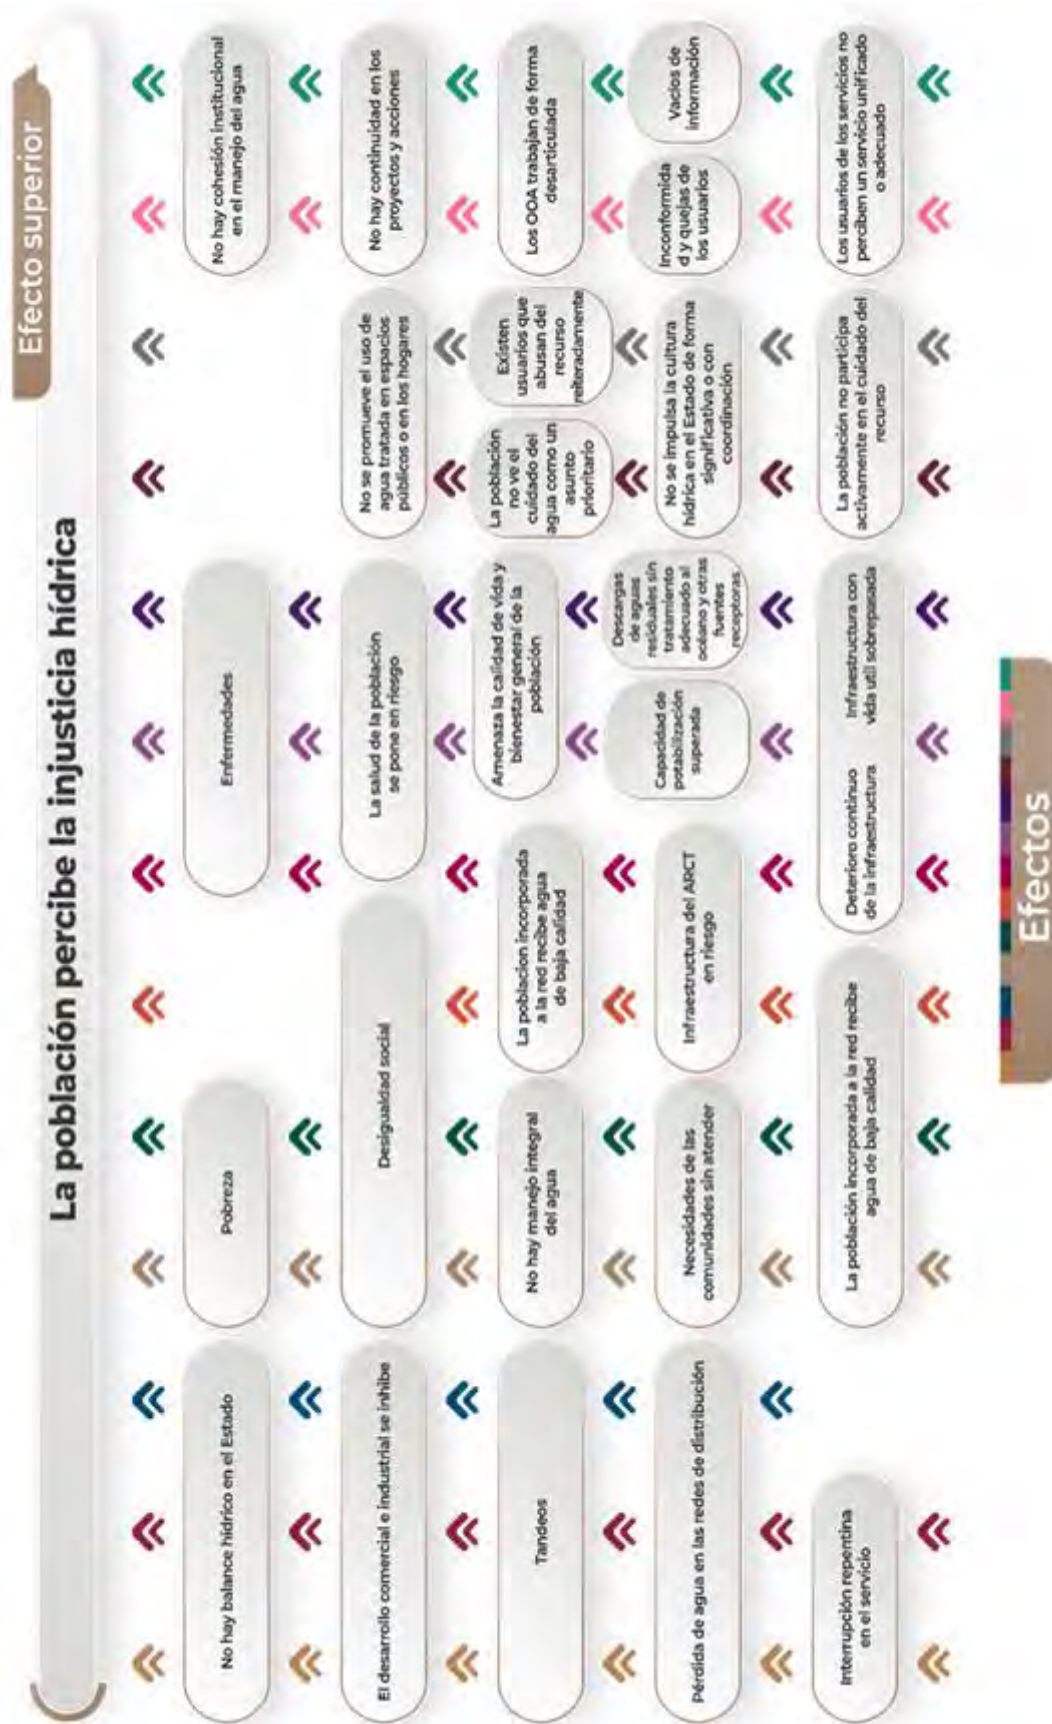 Efecto superior
La población percibe la injusticia hídrica
No hay balance hídrico en el Estado
Pobreza
Enfermedades
No hay cohesión institucional
en el manejo del agua
El desarrollo comercial e industrial se inhibe
Desigualdad social
La salud de la población
se pone en riesgo
No se promueve el uso de
agua tratada en espacios
públicos o en los hogares
No hay continuidad en los
proyectos y acciones
Tandeos
No hay manejo integral
del agua
La poblacion incorporada
a la red recibe agua
de baja calidad
Amenaza la calidad de vida y
bienestar general de la
población
La población
no ve el
cuidado del
agua como un
asunto
prioritario
Existen
usuarios que
abusan del
recurso
reiteradamente
Los OOA trabajan de forma
desarticulada
Pérdida de agua en las redes de distribución
Necesidades de las
comunidades sin atender
Infraestructura del ARCT
en riesgo
Capacidad de
potabilización
superada
Descargas
de aguas
residuales sin
tratamiento
adecuado al
océano y otras
fuentes
receptoras.
No se impulsa la cultura
hídrica en el Estado de forma
significativa o con
coordinación
Inconformida
d y quejas de
los usuarios
Vacíos de
información
Interrupción repentina
en el servicio
La población incorporada a la red recibe
agua de baja calidad
Deterioro continuo
de la infraestructura
Infraestructura con
vida util sobrepasada
La población no participa
activamente en el cuidado del
recurso
Los usuarios de los servicios no
perciben un servicio unificado
o adecuado
Efectos